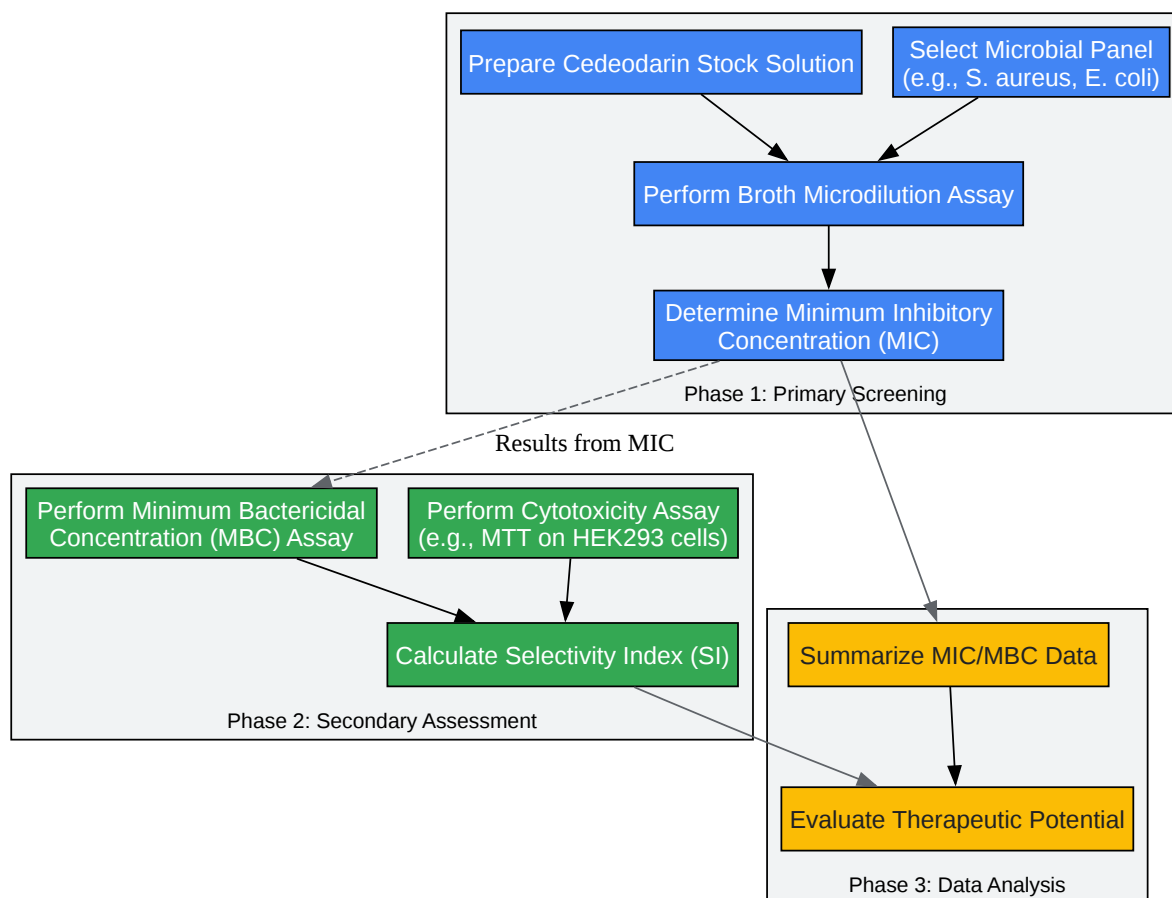 Prepare Cedeodarin Stock Solution
Select Microbial Panel
(e.g., S. aureus, E. coli)
Perform Broth Microdilution Assay
Determine Minimum Inhibitory
Concentration (MIC)
Phase 1: Primary Screening
Results from MIC
Perform Minimum Bactericidal
Concentration (MBC) Assay
Perform Cytotoxicity Assay
(e.g., MTT on HEK293 cells)
Calculate Selectivity Index (SI)
Phase 2: Secondary Assessment
Summarize MIC/MBC Data
Evaluate Therapeutic Potential
Phase 3: Data Analysis